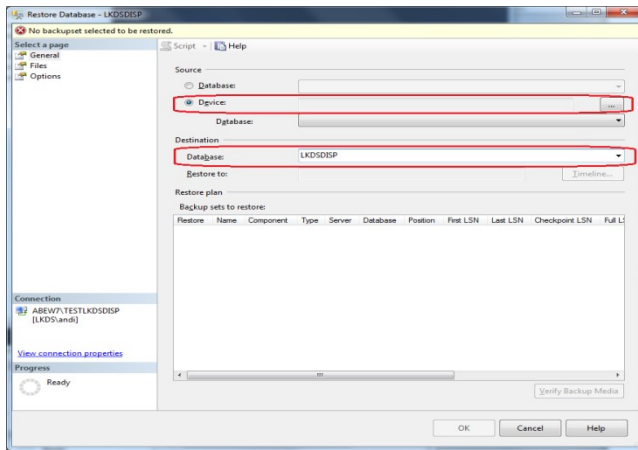 Restore Database - LKDSDISP
No backupset selected to be restored.
Select a page
General
Files
Options
Script
Help
Source
Database:
Device:
...
Database:
Destination
Database:
LKDSDISP
Restore to:
Timeline...
Restore plan
Backup sets to restore:
Restore Name Component Type Server Database Position First LSN Last LSN Checkpoint LSN Full L
Connection
ABEW7\TESTLKDSDISP
[LKDS\andi]
View connection properties
Progress
Ready
Verify Backup Media
OK Cancel Help